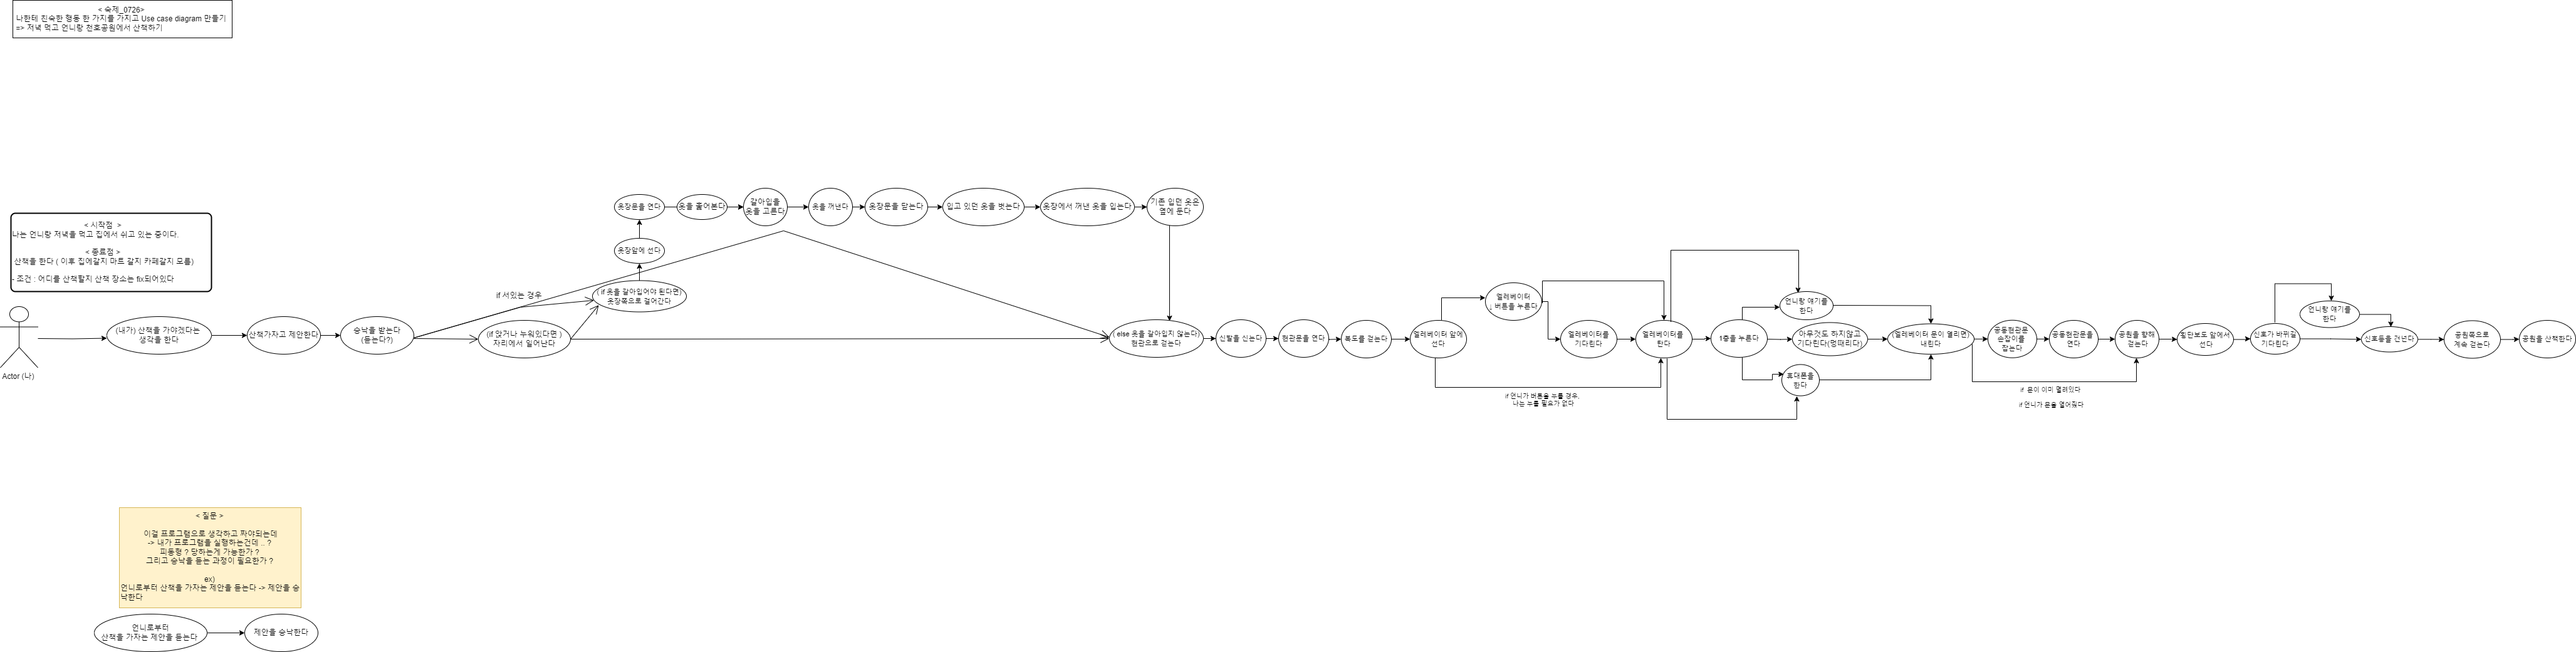 < 숙제_0726>
나한테 친숙한 행동 한 가지를 가지고 Use case diagram 만들기
=> 저녁 먹고 언니랑 천호공원에서 산책하기
< 시작점 >
나는 언니랑 저녁을 먹고 집에서 쉬고 있는 중이다.
< 종료점 >
산책을 한다 ( 이후 집에갈지 마트 갈지 카페갈지 모름)
- 조건 : 어디를 산책할지 산책 장소는 fix되어있다
Actor (나)
(내가) 산책을 가야겠다는
생각을 한다
산책가자고 제안한다
승낙을 받는다
(듣는다?)
if 서있는 경우
(if 앉거나 누워있다면 )
자리에서 일어난다
( if 옷을 갈아입어야 된다면)
옷장쪽으로 걸어간다
옷장앞에 선다
옷장문을 연다
옷을 훑어본다
갈아입을
옷을 고른다
옷을 꺼낸다
옷장문을 닫는다
입고 있던 옷을 벗는다
옷장에서 꺼낸 옷을 입는다
기존 입던 옷은
옆에 둔다
( else 옷을 갈아입지 않는다)
현관으로 걷는다
신발을 신는다
현관문을 연다
복도를 걷는다
엘레베이터 앞에
선다
엘레베이터
↓ 버튼을 누른다
엘레베이터를
기다린다
if 언니가 버튼을 누를 경우,
나는 누를 필요가 없다
엘레베이터를
탄다
1층을 누른다
언니랑 얘기를
한다
아무것도 하지않고
기다린다(멍때리다)
휴대폰을
한다
(엘레베이터 문이 열리면)
내린다
공동현관문
손잡이를
잡는다
공동현관문을
연다
if 문이 이미 열려있다
if 언니가 문을 열어줬다
공원을 향해
걷는다
횡단보도 앞에서
선다
신호가 바뀌길
기다린다
언니랑 얘기를
한다
신호등을 건넌다
공원쪽으로
계속 걷는다
공원을 산책한다
< 질문 >
이걸 프로그램으로 생각하고 짜야되는데
-> 내가 프로그램을 실행하는건데 .. ?
피동형 ? 당하는게 가능한가 ?
그리고 승낙을 듣는 과정이 필요한가 ?
ex)
언니로부터 산책을 가자는 제안을 듣는다 -> 제안을 승
낙한다
언니로부터
산책을 가자는 제안을 듣는다
제안을 승낙한다